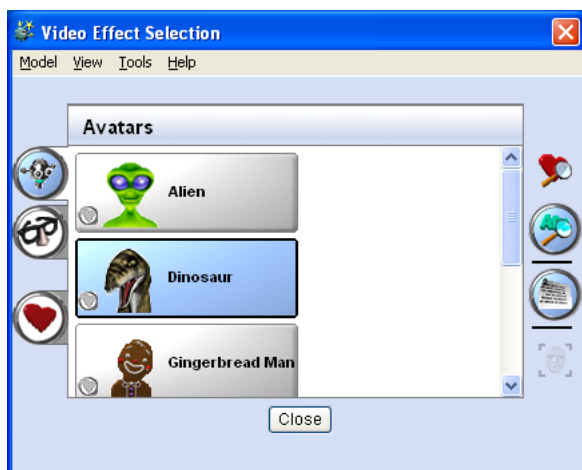 Video Effect Selection
Model View Tools Help
Avatars
Alien
Dinosaur
Gingerbread Man
Close